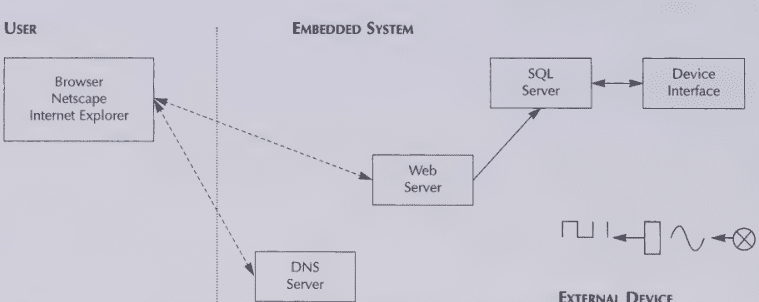 USER
EMBEDDED SYSTEM
Browser
Netscape
Internet Explorer
SQL
Server
Device
Interface
Web
Server
DNS
Server
EXTERNAL DEVICE